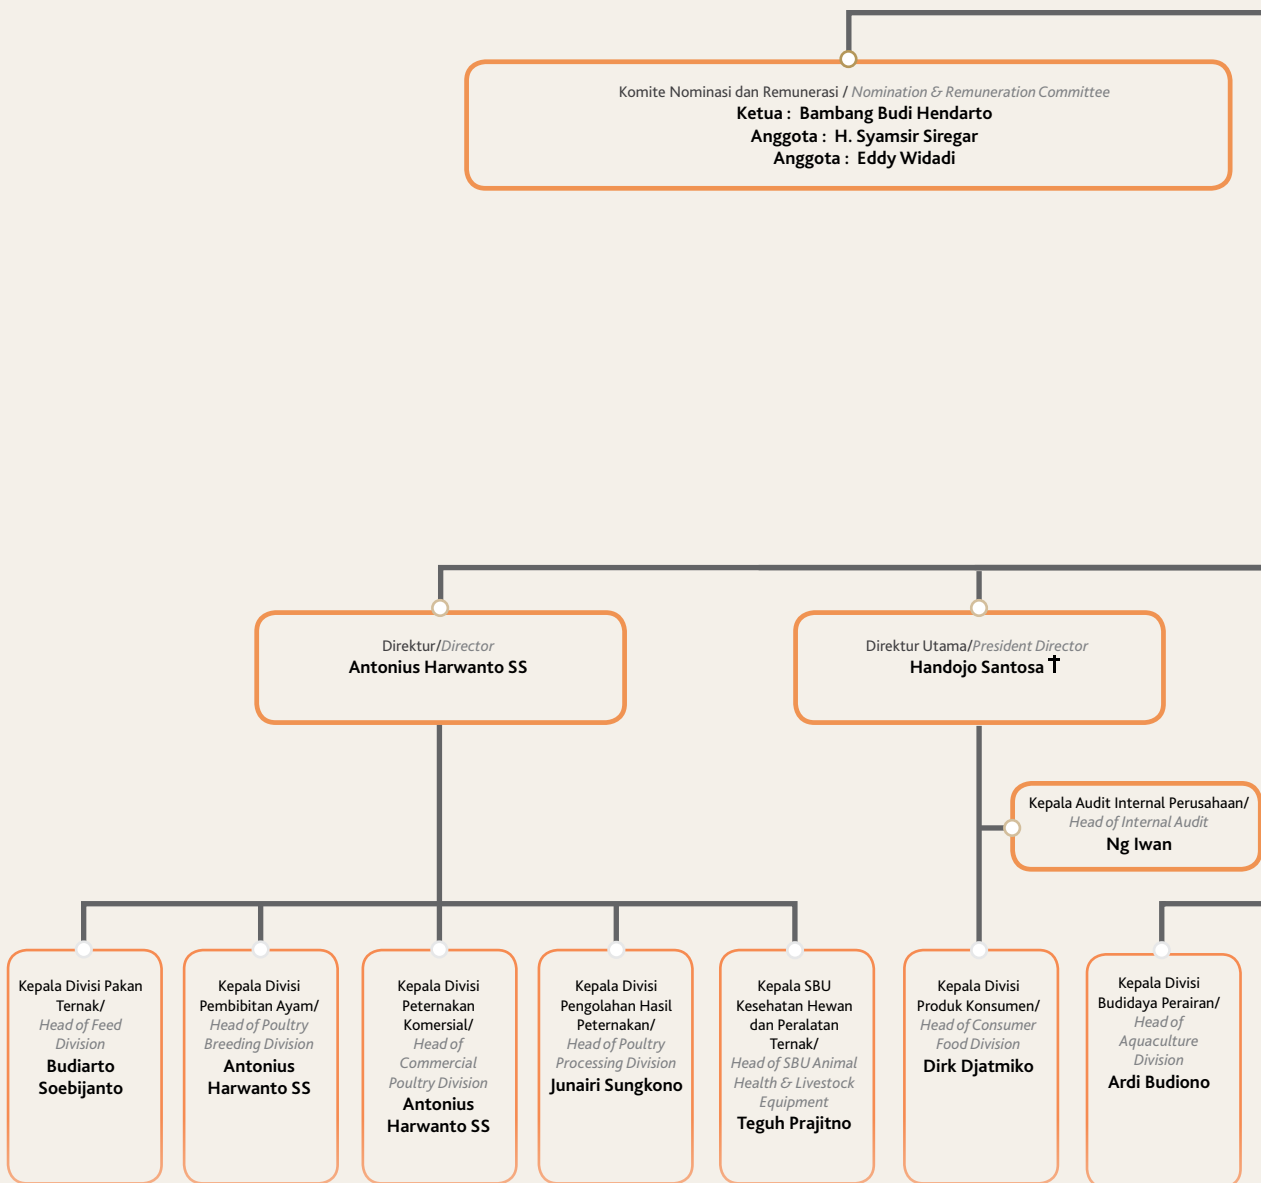 Komite Nominasi dan Remunerasi / Nomination & Remuneration Committee
Ketua : Bambang Budi Hendarto
Anggota : H. Syamsir Siregar
Anggota : Eddy Widadi
Direktur/Director
Antonius Harwanto SS
Direktur Utama/President Director
Handojo Santosa †
Kepala Audit Internal Perusahaan/
Head of Internal Audit
Ng Iwan
Kepala Divisi Pakan
Ternak/
Head of Feed
Division
Budiarto
Soebijanto
Kepala Divisi
Pembibitan Ayam/
Head of Poultry
Breeding Division
Antonius
Harwanto SS
Kepala Divisi
Peternakan
Komersial/
Head of
Commercial
Poultry Division
Antonius
Harwanto SS
Kepala Divisi
Pengolahan Hasil
Peternakan/
Head of Poultry
Processing Division
Junairi Sungkono
Kepala SBU
Kesehatan Hewan
dan Peralatan
Ternak/
Head of SBU Animal
Health & Livestock
Equipment
Teguh Prajitno
Kepala Divisi
Produk Konsumen/
Head of Consumer
Food Division
Dirk Djatmiko
Kepala Divisi
Budidaya Perairan/
Head of
Aquaculture
Division
Ardi Budiono